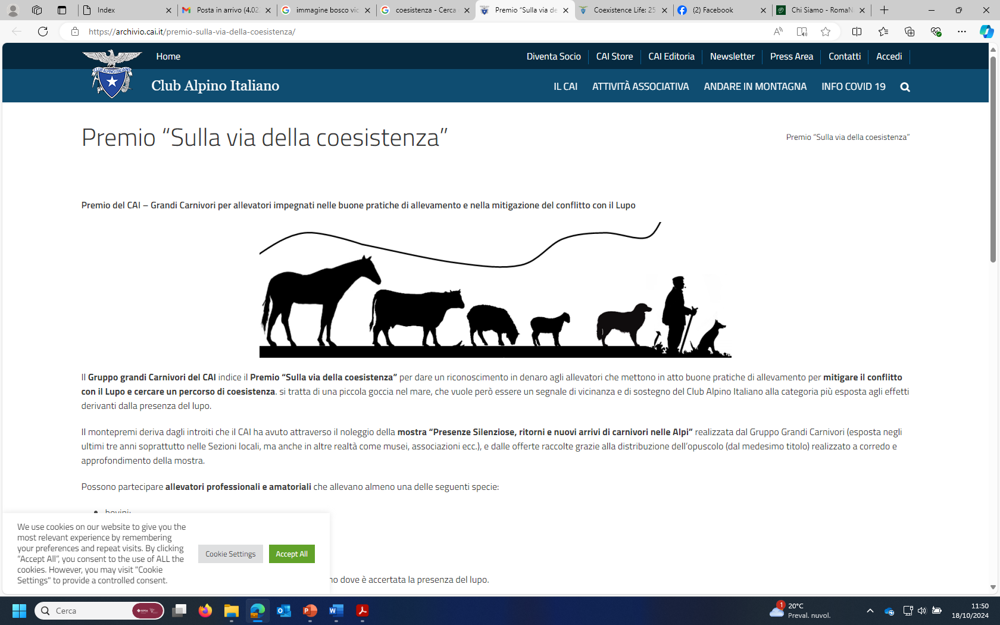 Index
Posta in arrivo (4.02
immagine bosco vic
coesistenza - Cerca
Premio “Sulla via de
Coexistence Life: 25
(2) Facebook
Chi Siamo - RomaN
https://archivio.cai.it/premio-sulla-via-della-coesistenza/
Home
Diventa Socio
CAI Store
CAI Editoria
Newsletter
Press Area
Contatti
Accedi
CLUB ALPINO ITALIANO
Club Alpino Italiano
IL CAI
ATTIVITÀ ASSOCIATIVA
ANDARE IN MONTAGNA
INFO COVID 19
Premio “Sulla via della coesistenza”
Premio “Sulla via della coesistenza”
Premio del CAI – Grandi Carnivori per allevatori impegnati nelle buone pratiche di allevamento e nella mitigazione del conflitto con il Lupo
Il Gruppo grandi Carnivori del CAI indice il Premio “Sulla via della coesistenza” per dare un riconoscimento in denaro agli allevatori che mettono in atto buone pratiche di allevamento per mitigare il conflitto
con il Lupo e cercare un percorso di coesistenza. si tratta di una piccola goccia nel mare, che vuole però essere un segnale di vicinanza e di sostegno del Club Alpino Italiano alla categoria più esposta agli effetti
derivanti dalla presenza del lupo.
Il montepremi deriva dagli introiti che il CAI ha avuto attraverso il noleggio della mostra “Presenze Silenziose, ritorni e nuovi arrivi di carnivori nelle Alpi” realizzata dal Gruppo Grandi Carnivori (esposta negli
ultimi tre anni soprattutto nelle Sezioni locali, ma anche in altre realtà come musei, associazioni ecc.), e dalle offerte raccolte grazie alla distribuzione dell’opuscolo (dal medesimo titolo) realizzato a corredo e
approfondimento della mostra.
Possono partecipare allevatori professionali e amatoriali che allevano almeno una delle seguenti specie:
bovini;
no dove è accertata la presenza del lupo.
We use cookies on our website to give you the
most relevant experience by remembering
your preferences and repeat visits. By clicking
“Accept All”, you consent to the use of ALL the
cookies. However, you may visit "Cookie
Settings" to provide a controlled consent.
Cookie Settings
Accept All
Cerca
1
20°C
Preval. nuvol.
11:50
18/10/2024